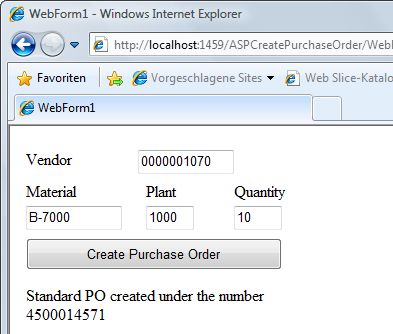 WebForm1 - Windows Internet Explorer
http://localhost:1459/ASPCreatePurchaseOrder/Web
Favoriten Vorgeschlagene Sites Web Slice-Katalo
WebForm1
Vendor 0000001070
Material Plant Quantity
B-7000 1000 10
Create Purchase Order
Standard PO created under the number
4500014571